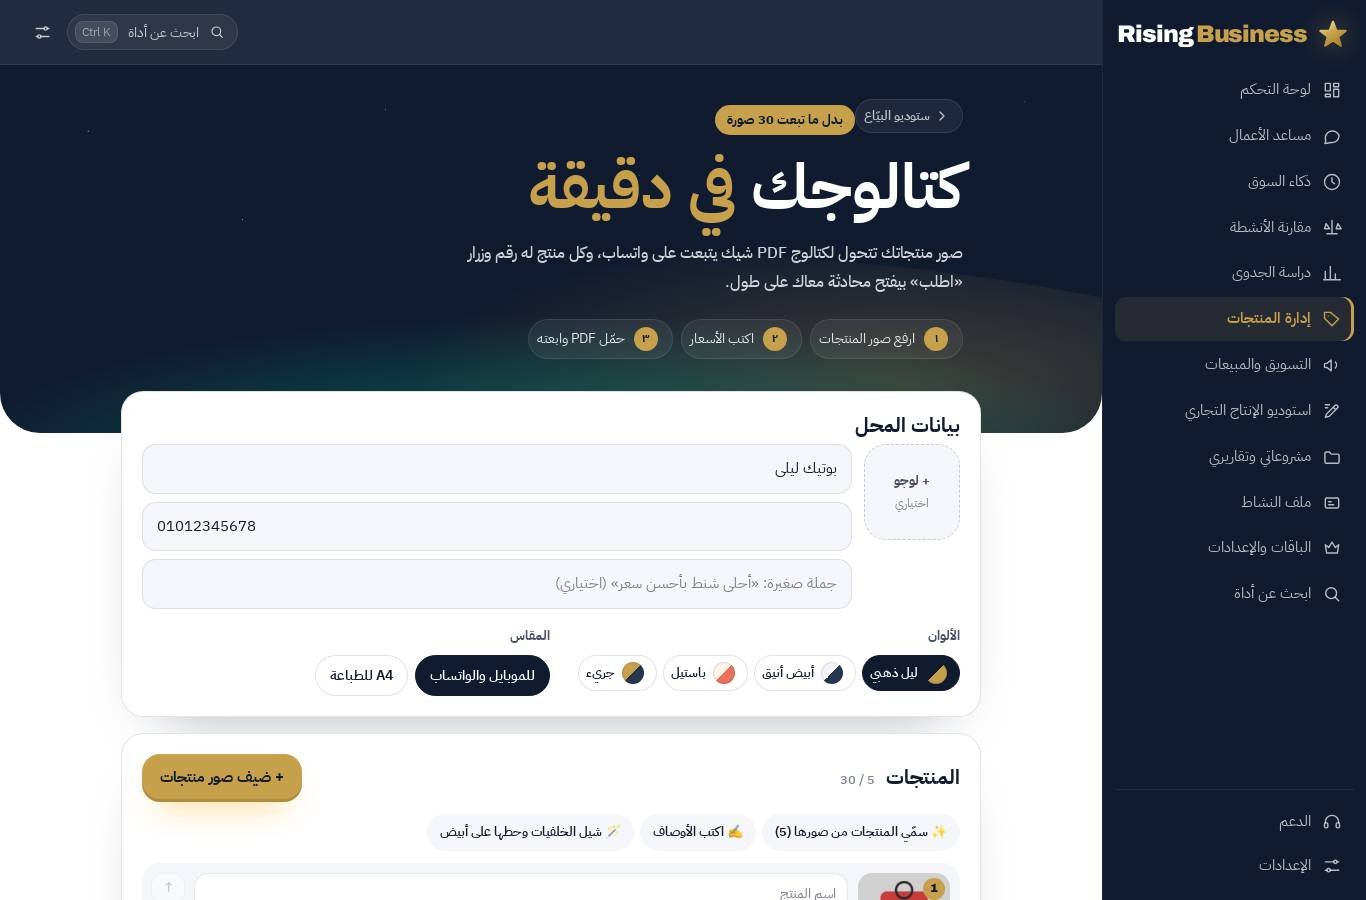 Rising Business
لوحة التحكم
مساعد الأعمال
ذكاء السوق
مقارنة الأنشطة
دراسة الجدوى
إدارة المنتجات
التسويق والمبيعات
استوديو الإنتاج التجاري
مشروعاتي وتقاريري
ملف النشاط
الباقات والإعدادات
ابحث عن أداة
الدعم
الإعدادات
ابحث عن أداة Ctrl K
ستوديو البيّاع
بدل ما تبعت 30 صورة
كتالوجك في دقيقة
صور منتجاتك تتحول لكتالوج PDF شيك يتبعت على واتساب، وكل منتج له رقم وزرار
«اطلب» بيفتح محادثة معاك على طول.
١ ارفع صور المنتجات
٢ اكتب الأسعار
٣ حمّل PDF وابعته
بيانات المحل
+ لوجو
اختياري
بوتيك ليلى
01012345678
جملة صغيرة: «أحلى شنط بأحسن سعر» (اختياري)
الألوان
ليل ذهبي
أبيض أنيق
باستيل
جريء
المقاس
للموبايل والواتساب
A4 للطباعة
المنتجات
5 / 30
+ ضيف صور منتجات
✨ سمّي المنتجات من صورها (5)
✍️ اكتب الأوصاف
🪄 شيل الخلفيات وحطها على أبيض
1
اسم المنتج
↑